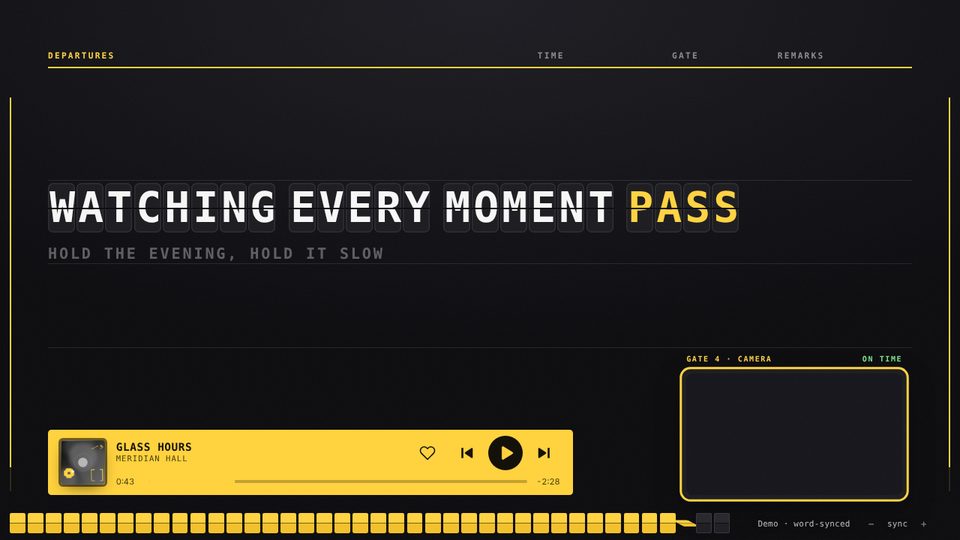 DEPARTURES TIME GATE REMARKS
WATCHING EVERY MOMENT PASS
HOLD THE EVENING, HOLD IT SLOW
GATE 4 · CAMERA ON TIME
GLASS HOURS
MERIDIAN HALL
0:43 -2:28
Demo · word-synced − sync +